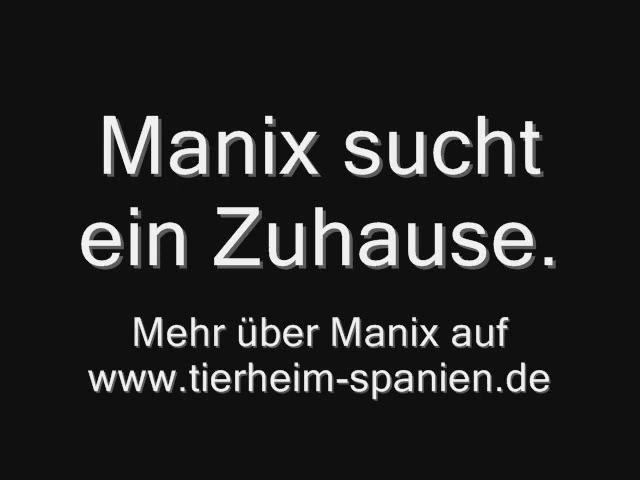 Manix sucht
ein Zuhause.
Mehr über Manix auf
www.tierheim-spanien.de